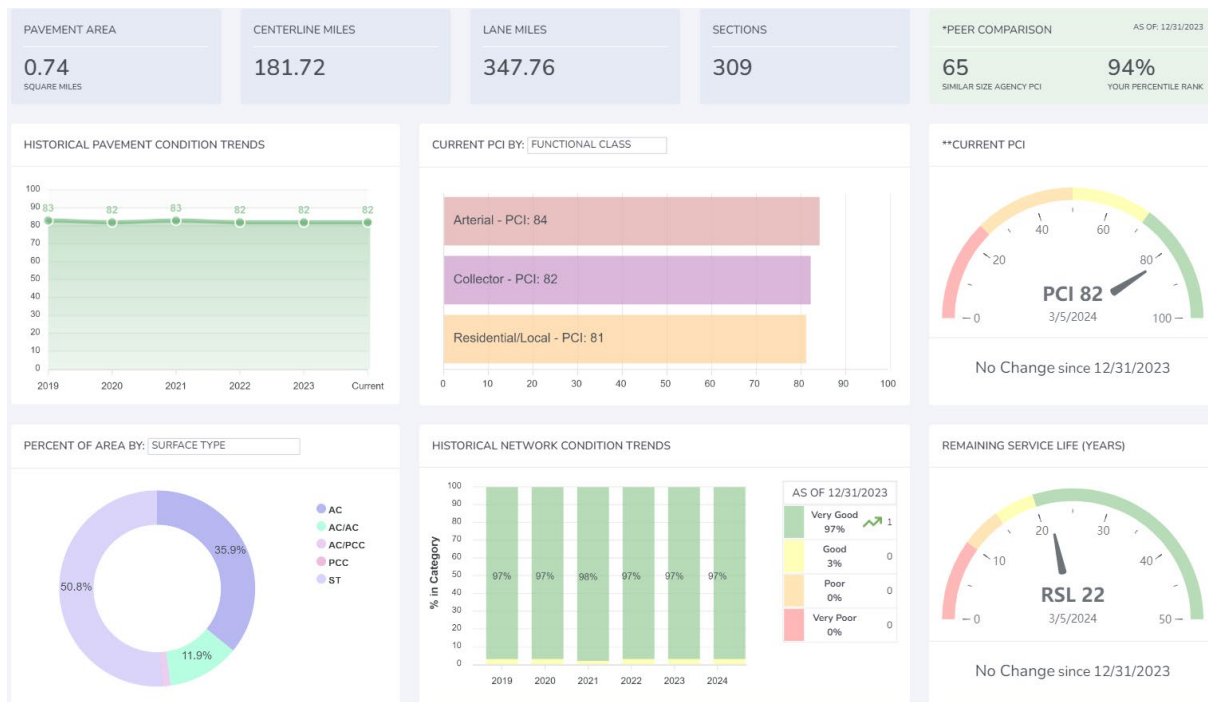 PAVEMENT AREA
0.74
SQUARE MILES
CENTERLINE MILES
181.72
LANE MILES
347.76
SECTIONS
309
*PEER COMPARISON
AS OF: 12/31/2023
65
SIMILAR SIZE AGENCY PCI
94%
YOUR PERCENTILE RANK
HISTORICAL PAVEMENT CONDITION TRENDS
100
90
80
70
60
50
40
30
20
10
0
83
82
83
82
82
82
2019 2020 2021 2022 2023 Current
CURRENT PCI BY: FUNCTIONAL CLASS
Arterial - PCI: 84
Collector - PCI: 82
Residential/Local - PCI: 81
0 10 20 30 40 50 60 70 80 90 100
**CURRENT PCI
0
20
40
60
80
100
PCI 82
3/5/2024
No Change since 12/31/2023
PERCENT OF AREA BY: SURFACE TYPE
35.9%
50.8%
11.9%
AC
AC/AC
AC/PCC
PCC
ST
HISTORICAL NETWORK CONDITION TRENDS
% in Category
100
90
80
70
60
50
40
30
20
10
0
97% 97% 98% 97% 97% 97%
2019 2020 2021 2022 2023 2024
AS OF 12/31/2023
Very Good
97%
1
Good
3%
0
Poor
0%
0
Very Poor
0%
0
REMAINING SERVICE LIFE (YEARS)
0
10
20
30
40
50
RSL 22
3/5/2024
No Change since 12/31/2023